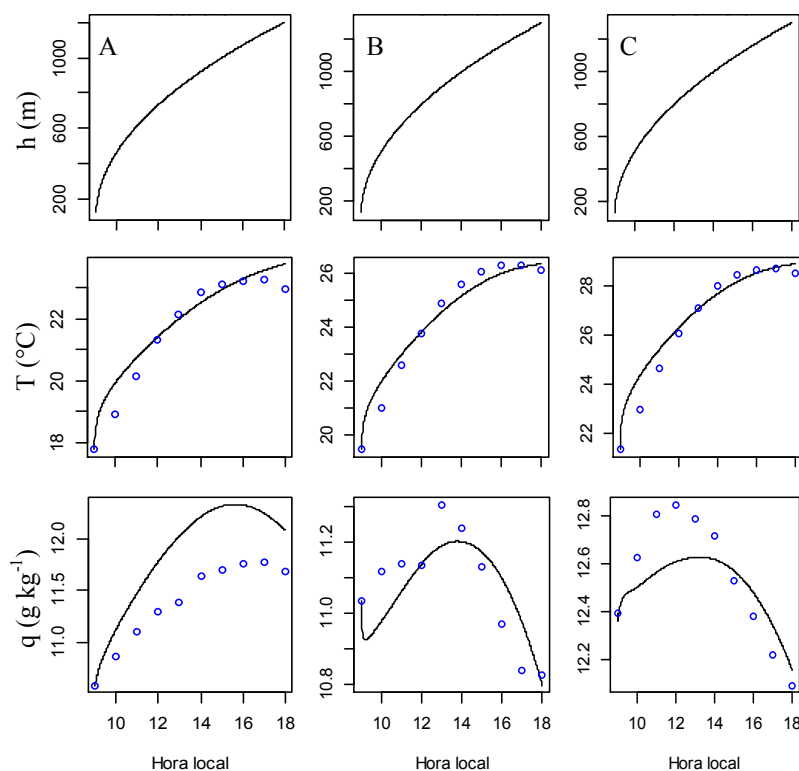 A B C
h (m)
200 600 1000
200 600 1000
200 600 1000
T (°C)
18 20 22
20 22 24 26
22 24 26 28
q (g kg-1)
11.0 11.5 12.0
10.8 11.0 11.2
12.2 12.4 12.6 12.8
10 12 14 16 18 10 12 14 16 18 10 12 14 16 18
Hora local Hora local Hora local